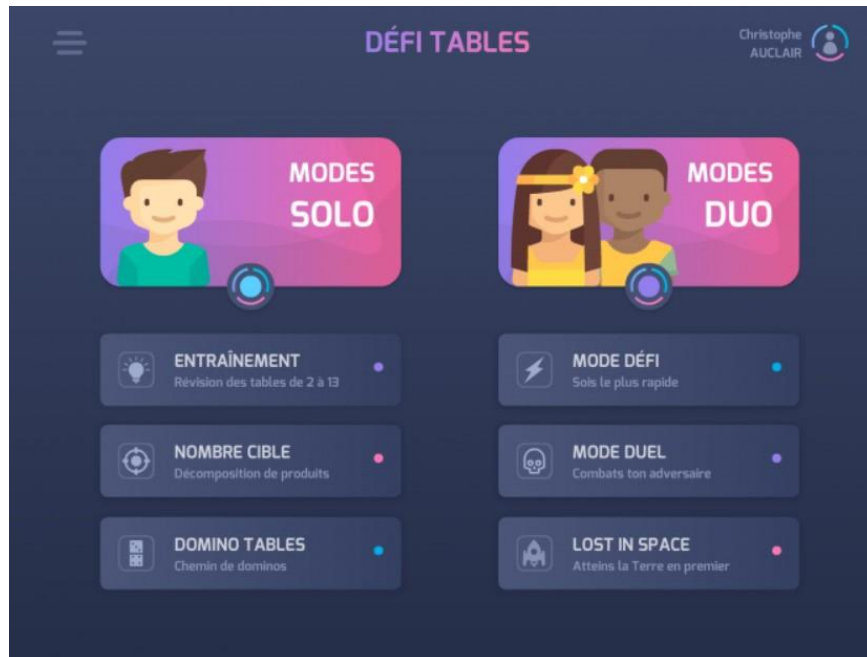 DÉFI TABLES
Christophe
AUCLAIR
MODES
SOLO
MODES
DUO
ENTRAÎNEMENT
Révision des tables de 2 à 13
NOMBRE CIBLE
Décomposition de produits
DOMINO TABLES
Chemin de dominos
MODE DÉFI
Sois le plus rapide
MODE DUEL
Combats ton adversaire
LOST IN SPACE
Atteins la Terre en premier